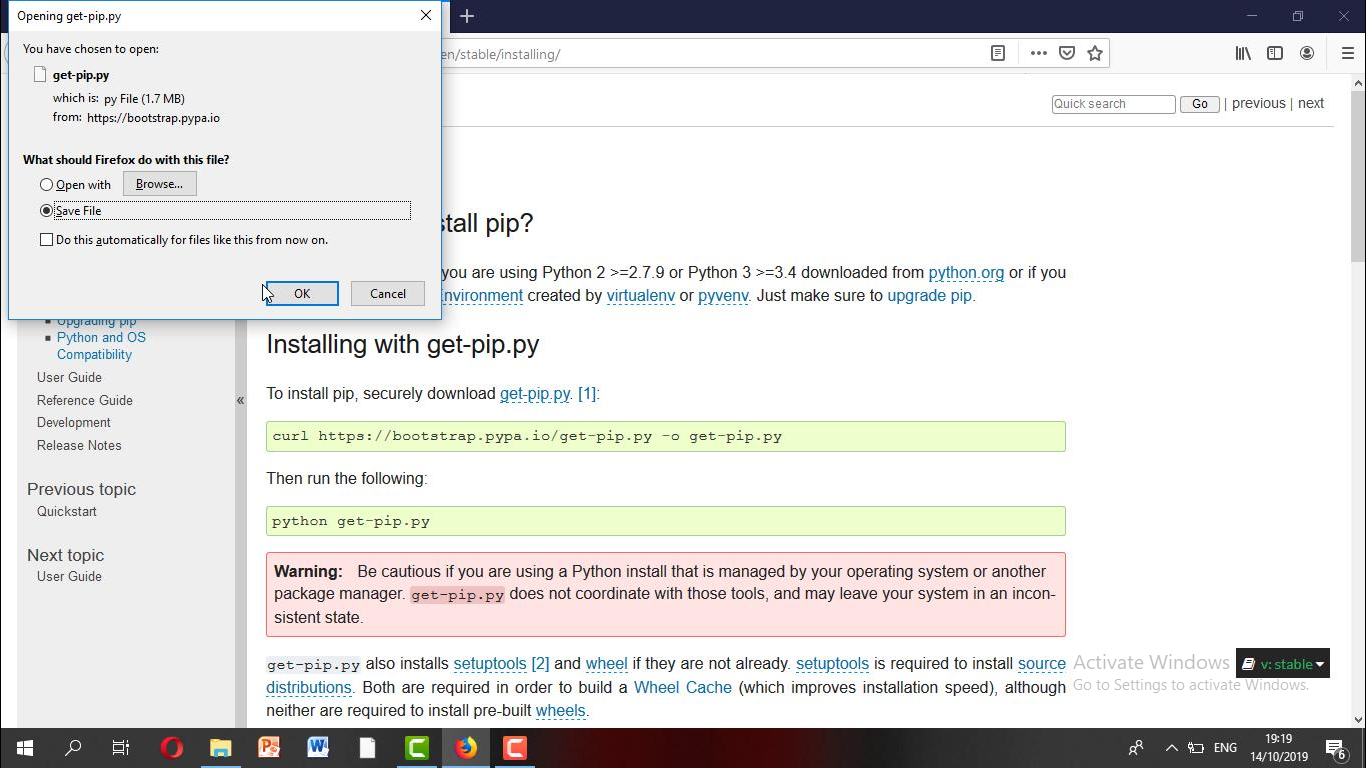 Opening get-pip.py
You have chosen to open:
get-pip.py
which is: py File (1.7 MB)
from: https://bootstrap.pypa.io
What should Firefox do with this file?
Open with
Browse...
Save File
Do this automatically for files like this from now on.
OK
Cancel
en/stable/installing/
Quick search
Go
| previous | next
stall pip?
you are using Python 2 >=2.7.9 or Python 3 >=3.4 downloaded from python.org or if you
nvironment created by virtualenv or pyvenv. Just make sure to upgrade pip.
Upgrading pip
Python and OS
Compatibility
User Guide
Reference Guide
Development
Release Notes
Previous topic
Quickstart
Next topic
User Guide
«
Installing with get-pip.py
To install pip, securely download get-pip.py. [1]:
curl https://bootstrap.pypa.io/get-pip.py -o get-pip.py
Then run the following:
python get-pip.py
Warning: Be cautious if you are using a Python install that is managed by your operating system or another
package manager. get-pip.py does not coordinate with those tools, and may leave your system in an incon-
sistent state.
get-pip.py also installs setuptools [2] and wheel if they are not already. setuptools is required to install source
distributions. Both are required in order to build a Wheel Cache (which improves installation speed), although
neither are required to install pre-built wheels.
Activate Windows
Go to Settings to activate Windows.
v: stable
ENG
19:19
14/10/2019
6